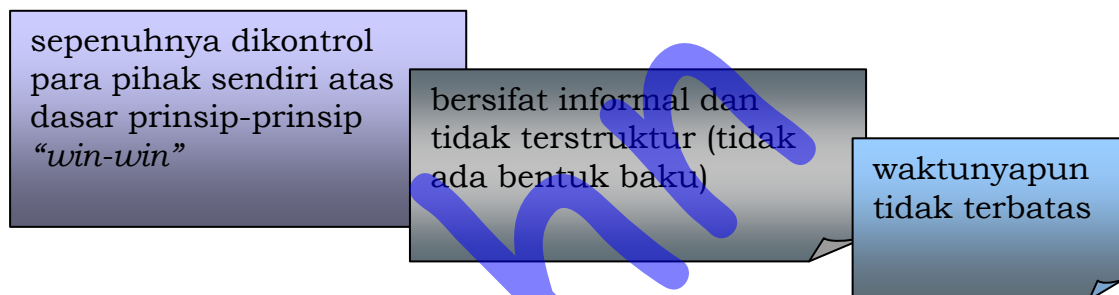 sepenuhnya dikontrol
para pihak sendiri atas
dasar prinsip-prinsip
“win-win”
bersifat informal dan
tidak terstruktur (tidak
ada bentuk baku)
waktunyapun
tidak terbatas